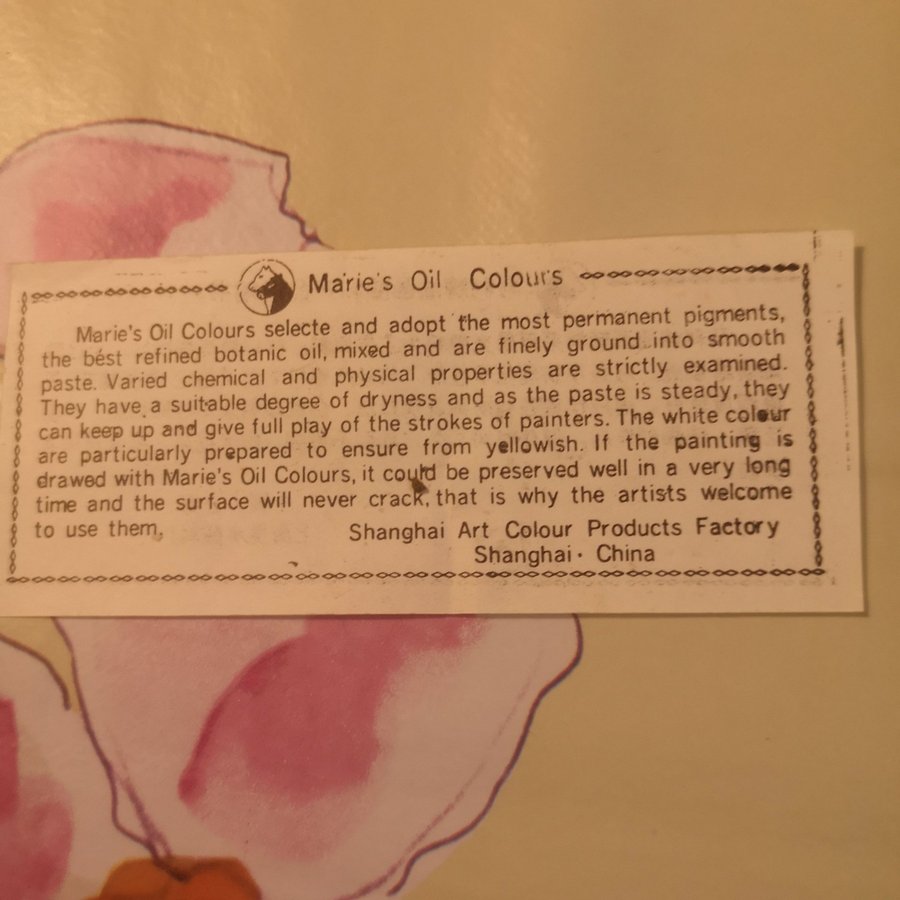 Marie's Oil Colours
Marie's Oil Colours selecte and adopt the most permanent pigments,
the best refined botanic oil, mixed and are finely ground into smooth
paste. Varied chemical and physical properties are strictly examined.
They have a suitable degree of dryness and as the paste is steady, they
can keep up and give full play of the strokes of painters. The white colour
are particularly prepared to ensure from yellowish. If the painting is
drawed with Marie's Oil Colours, it could be preserved well in a very long
time and the surface will never crack, that is why the artists welcome
to use them,
Shanghai Art Colour Products Factory
Shanghai · China